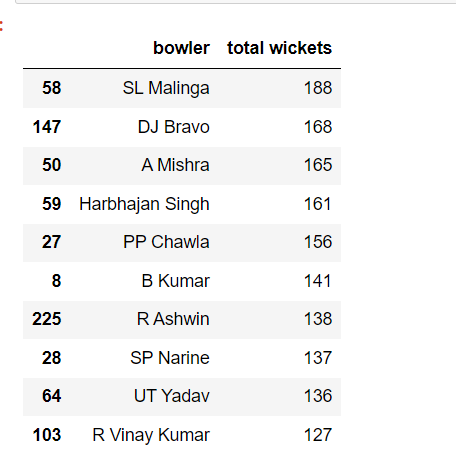 bowler total wickets
58 SL Malinga 188
147 DJ Bravo 168
50 A Mishra 165
59 Harbhajan Singh 161
27 PP Chawla 156
8 B Kumar 141
225 R Ashwin 138
28 SP Narine 137
64 UT Yadav 136
103 R Vinay Kumar 127